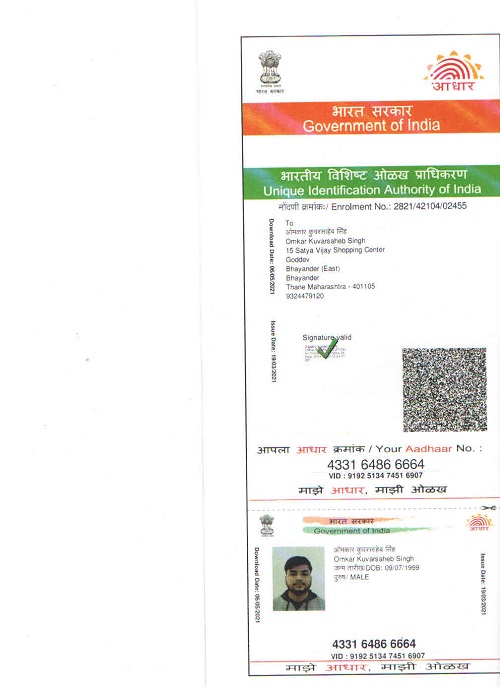 भारत सरकार
आधार
भारत सरकार
Government of India
भारतीय विशिष्ट ओळख प्राधिकरण
Unique Identification Authority of India
नोंदणी क्रमांक:/ Enrolment No.: 2821/42104/02455
To
ओमकार कुवरसाहेब सिंह
Omkar Kuvarsaheb Singh
15 Satya Vijay Shopping Center
Goddev
Bhayander (East)
Bhayander
Thane Maharashtra - 401105
9324479120
Download Date: 06/05/2021
Issue Date: 19/03/2021
Signature valid
आपला आधार क्रमांक / Your Aadhaar No. :
4331 6486 6664
VID : 9192 5134 7451 6907
माझे आधार, माझी ओळख
भारत सरकार
Government of India
आधार
ओमकार कुवरसाहेब सिंह
Omkar Kuvarsaheb Singh
जन्म तारीख/DOB: 09/07/1999
पुरुष/ MALE
Download Date: 06/05/2021
Issue Date: 19/03/2021
4331 6486 6664
VID : 9192 5134 7451 6907
माझे आधार, माझी ओळख